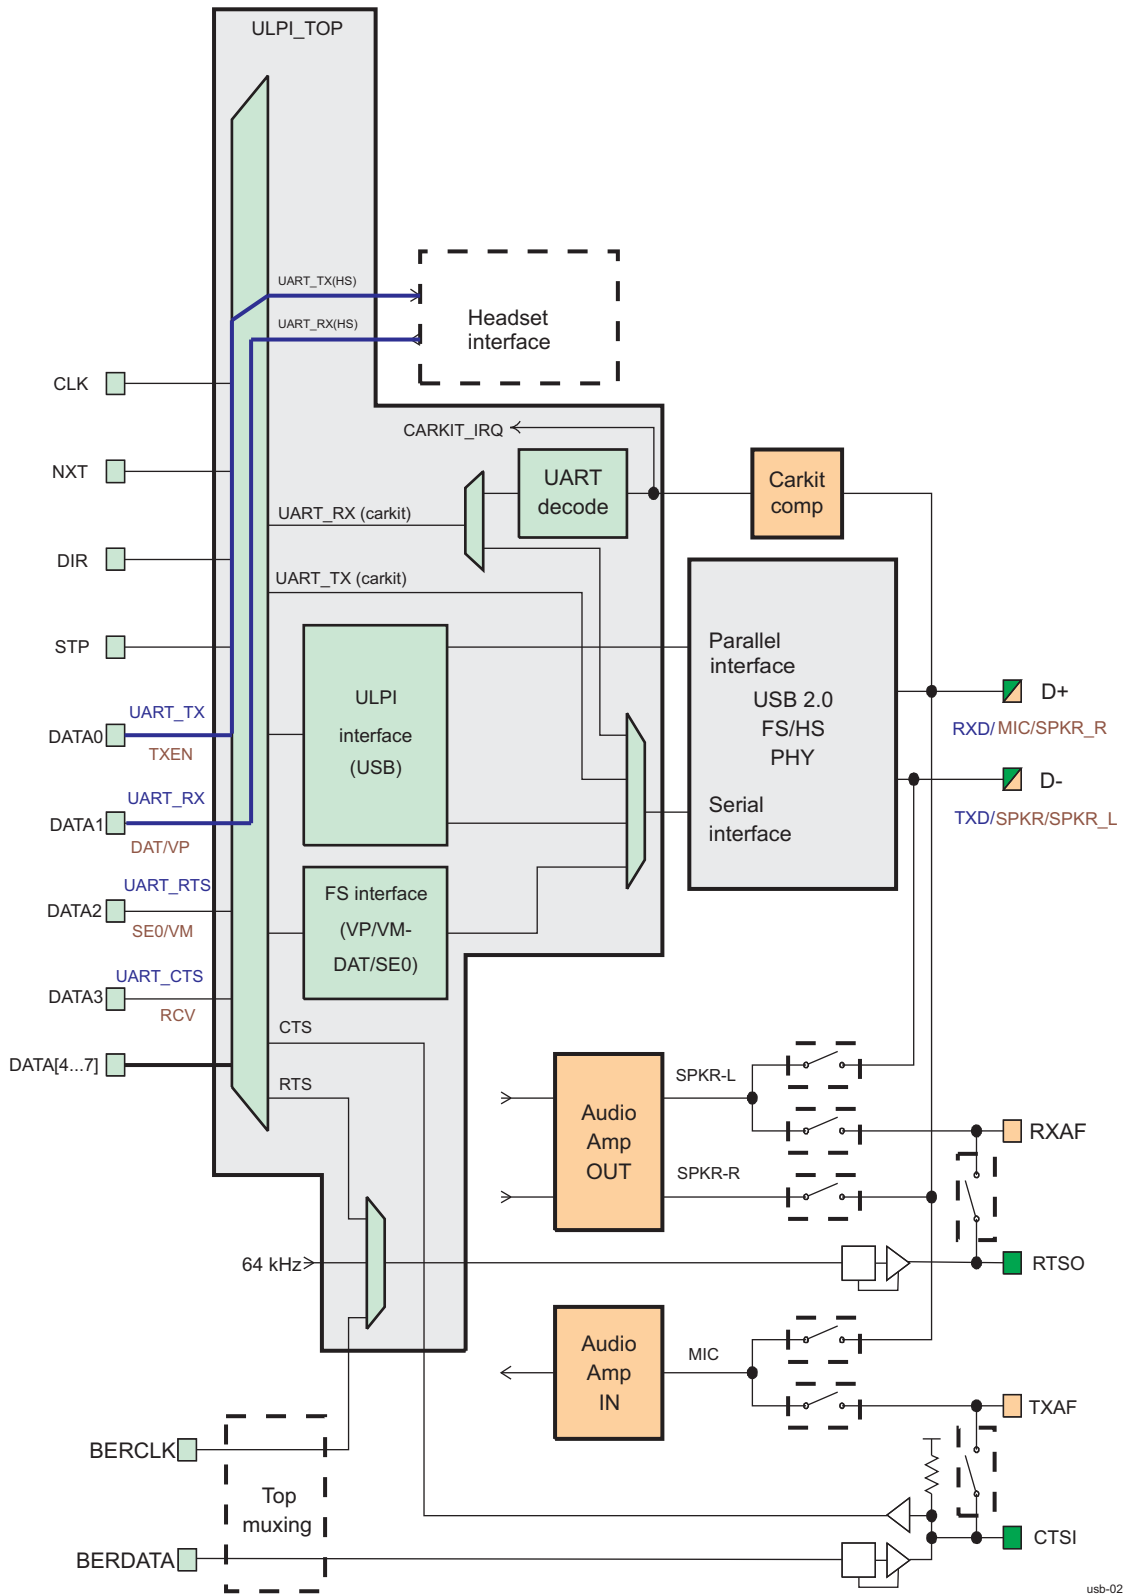 ULPI_TOP
UART_TX(HS)
UART_RX(HS)
Headset
interface
CLK
CARKIT_IRQ
NXT
UART
decode
Carkit
comp
UART_RX (carkit)
DIR
UART_TX (carkit)
STP
Parallel
interface
USB 2.0
FS/HS
PHY
Serial
interface
ULPI
interface
(USB)
D+
RXD/ MIC/SPKR_R
D-
TXD/SPKR/SPKR_L
UART_TX
DATA0
TXEN
UART_RX
DATA1
DAT/VP
UART_RTS
DATA2
SE0/VM
FS interface
(VP/VM-
DAT/SE0)
UART_CTS
DATA3
RCV
CTS
DATA[4...7]
RTS
SPKR-L
Audio
Amp
OUT
RXAF
SPKR-R
64 kHz
RTSO
Audio
Amp
IN
MIC
TXAF
BERCLK
Top
muxing
CTSI
BERDATA
usb-02